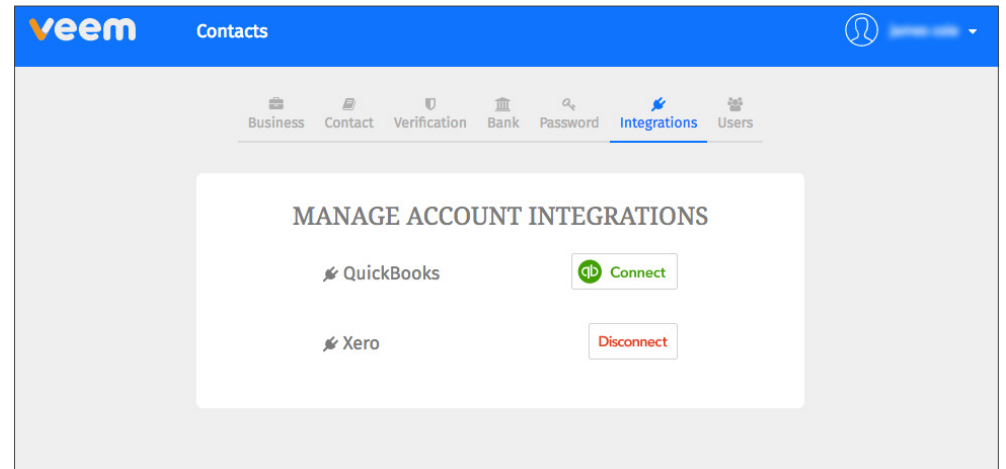 veem Contacts
Business Contact Verification Bank Password Integrations Users
MANAGE ACCOUNT INTEGRATIONS
QuickBooks qb Connect
Xero Disconnect